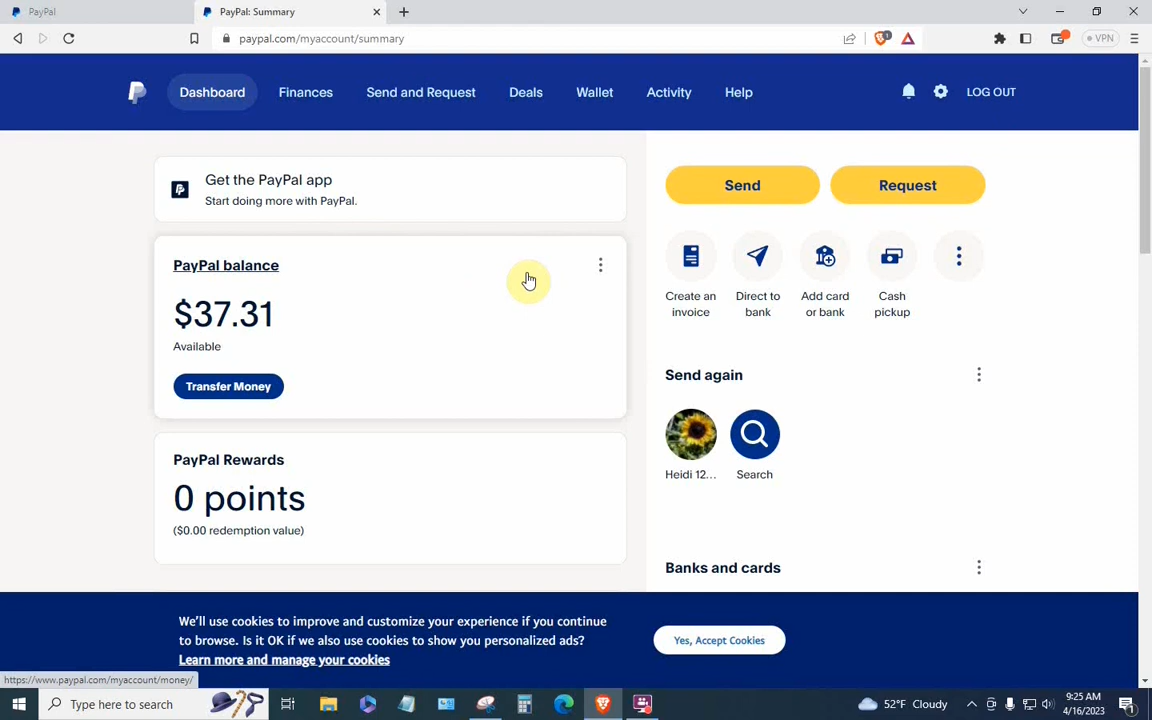 PayPal
PayPal: Summary
paypal.com/myaccount/summary
1
VPN
Dashboard
Finances
Send and Request
Deals
Wallet
Activity
Help
LOG OUT
Get the PayPal app
Start doing more with PayPal.
PayPal balance
$37.31
Available
Transfer Money
PayPal Rewards
0 points
($0.00 redemption value)
Send
Request
Create an
invoice
Direct to
bank
Add card
or bank
Cash
pickup
Send again
Heidi 12...
Search
Banks and cards
We'll use cookies to improve and customize your experience if you continue
to browse. Is it OK if we also use cookies to show you personalized ads?
Learn more and manage your cookies
Yes, Accept Cookies
https://www.paypal.com/myaccount/money/
Type here to search
52°F Cloudy
9:25 AM
4/16/2023
1